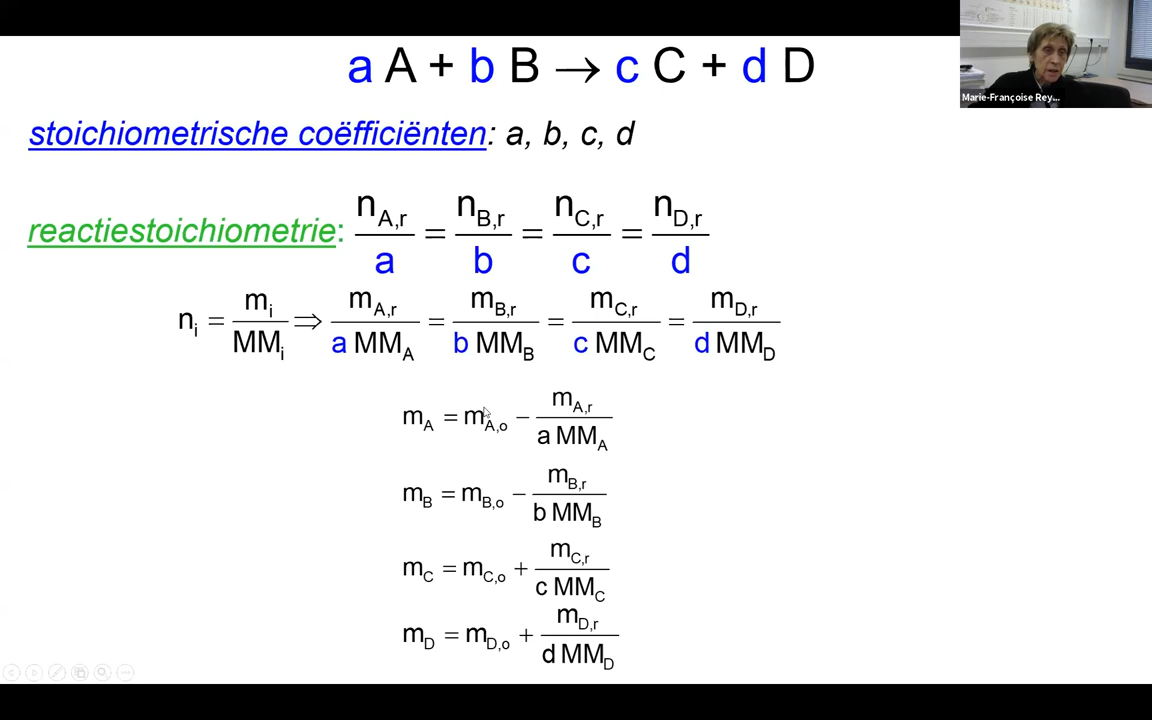 a A + b B → c C + d D
Marie-Françoise Rey...
stoichiometrische coëfficiënten: a, b, c, d
reactiestoichiometrie: n_A,r / a = n_B,r / b = n_C,r / c = n_D,r / d
n_i = m_i / MM_i ⇒ m_A,r / a MM_A = m_B,r / b MM_B = m_C,r / c MM_C = m_D,r / d MM_D
m_A = m_A,o − m_A,r / a MM_A
m_B = m_B,o − m_B,r / b MM_B
m_C = m_C,o + m_C,r / c MM_C
m_D = m_D,o + m_D,r / d MM_D